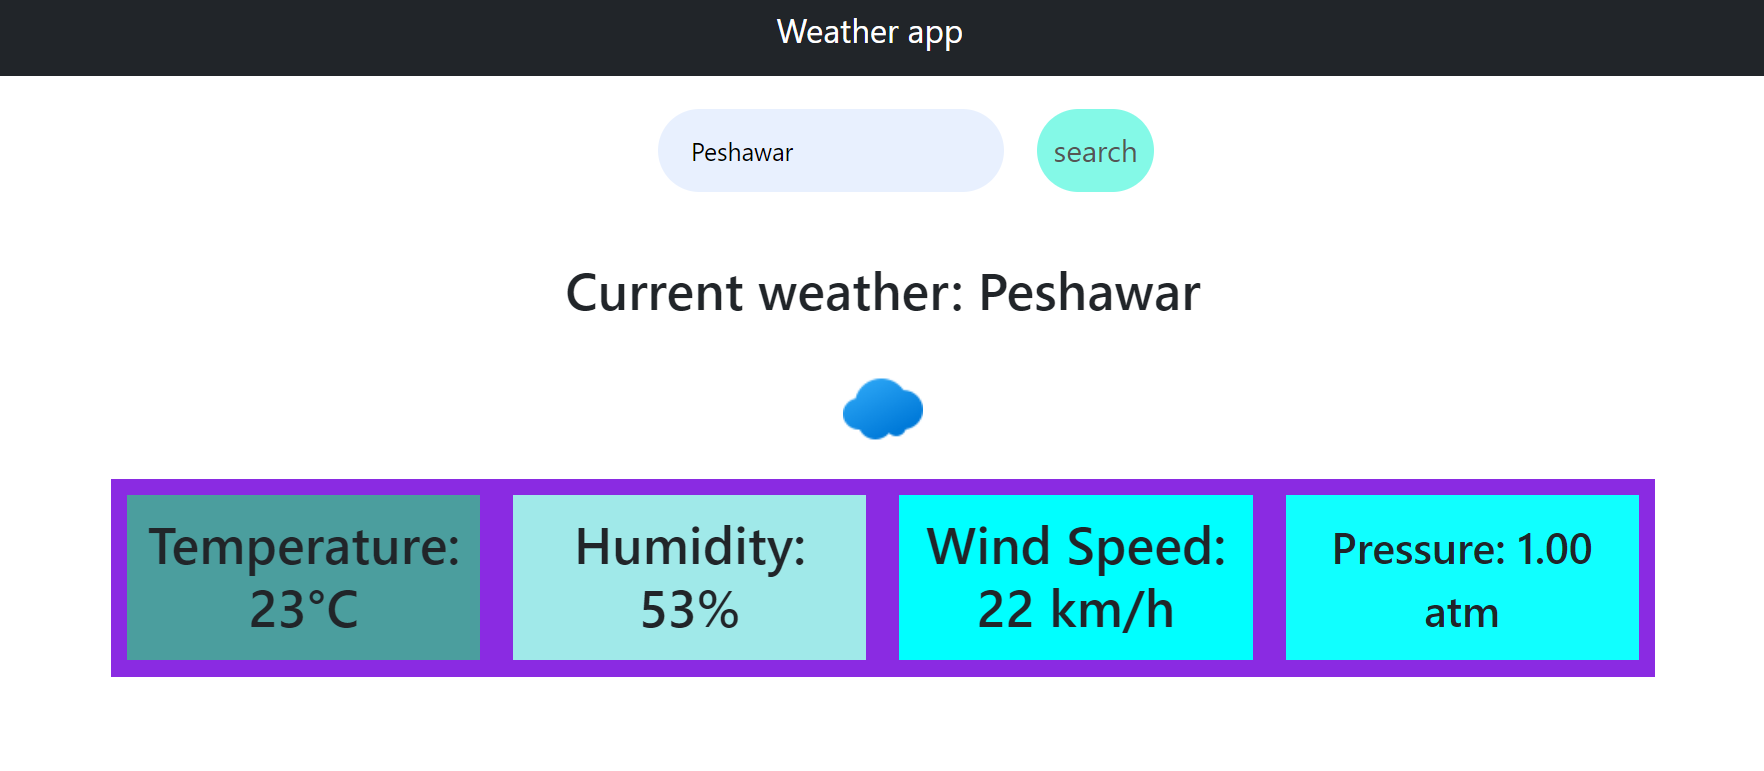 Weather app
Peshawar
search
Current weather: Peshawar
Temperature:
23°C
Humidity:
53%
Wind Speed:
22 km/h
Pressure: 1.00
atm